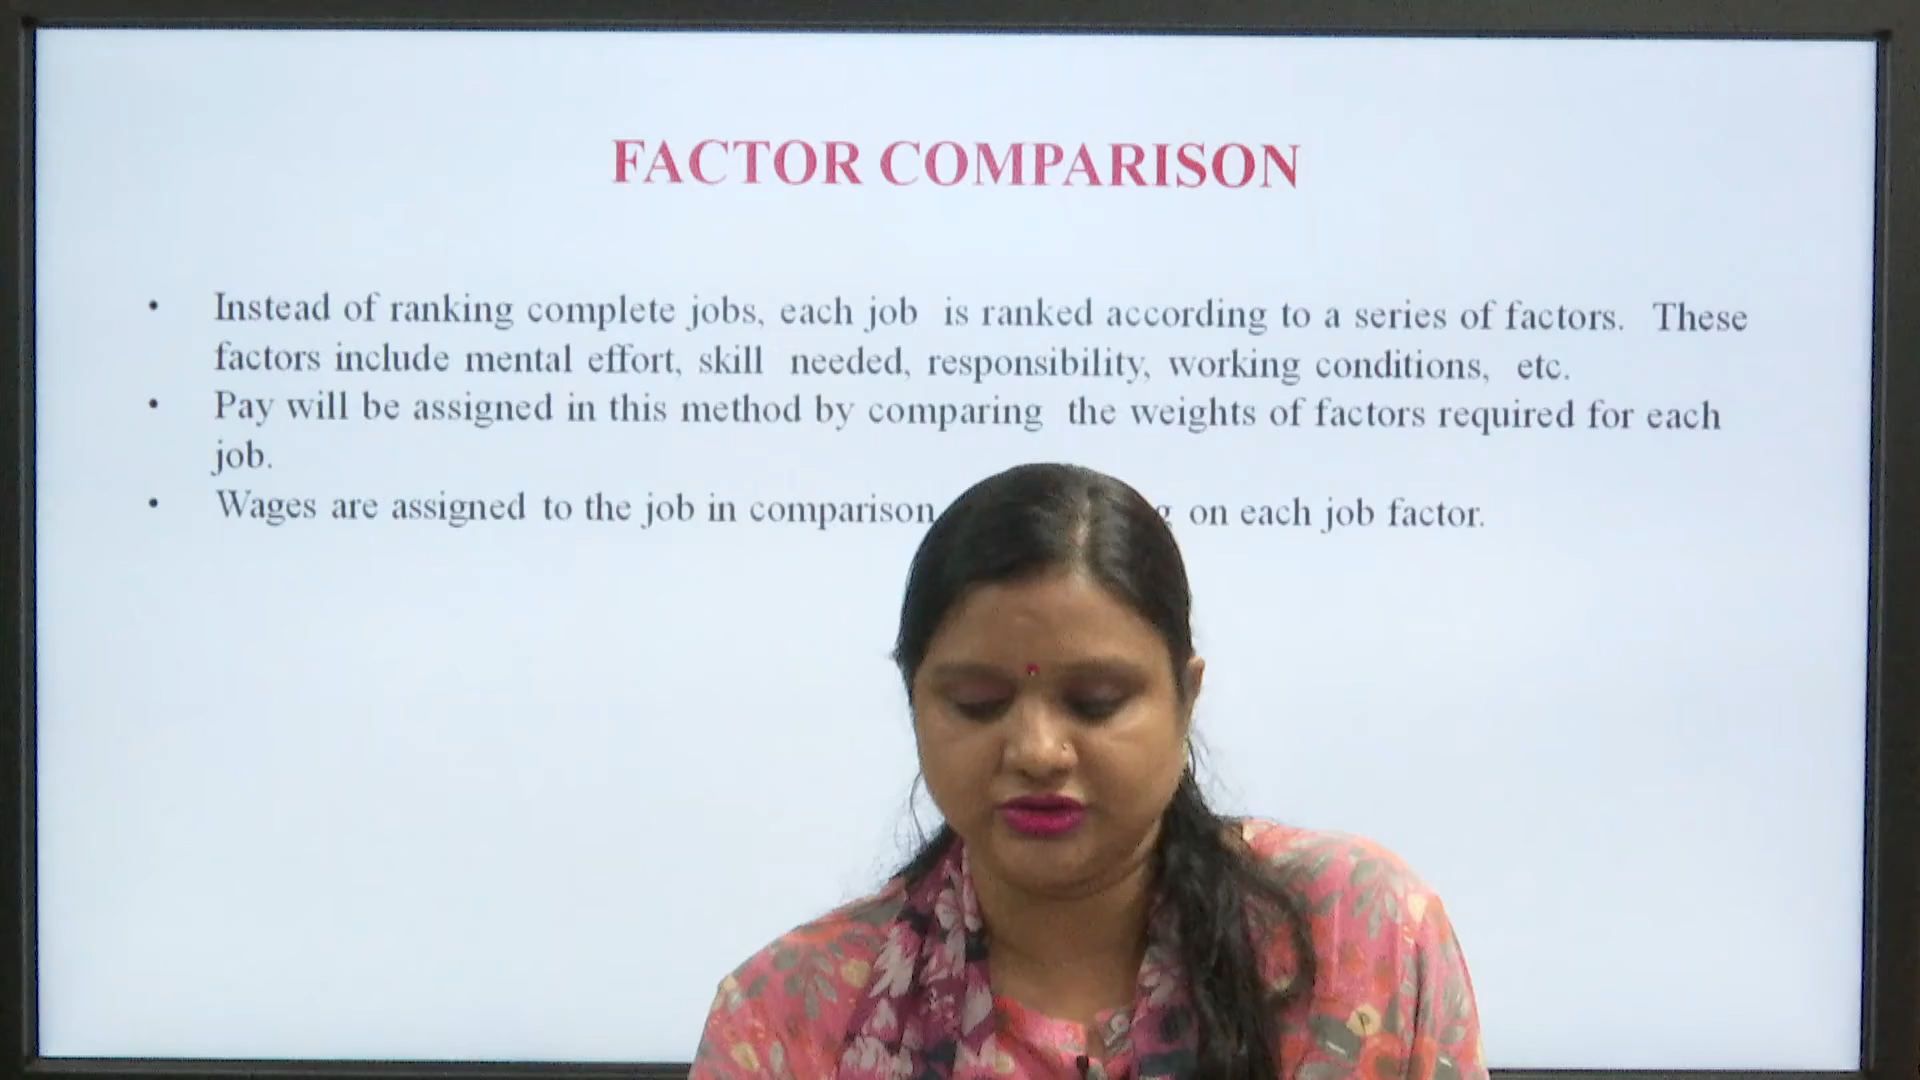 FACTOR COMPARISON
• Instead of ranking complete jobs, each job is ranked according to a series of factors. These
factors include mental effort, skill needed, responsibility, working conditions, etc.
• Pay will be assigned in this method by comparing the weights of factors required for each
job.
• Wages are assigned to the job in comparison on each job factor.